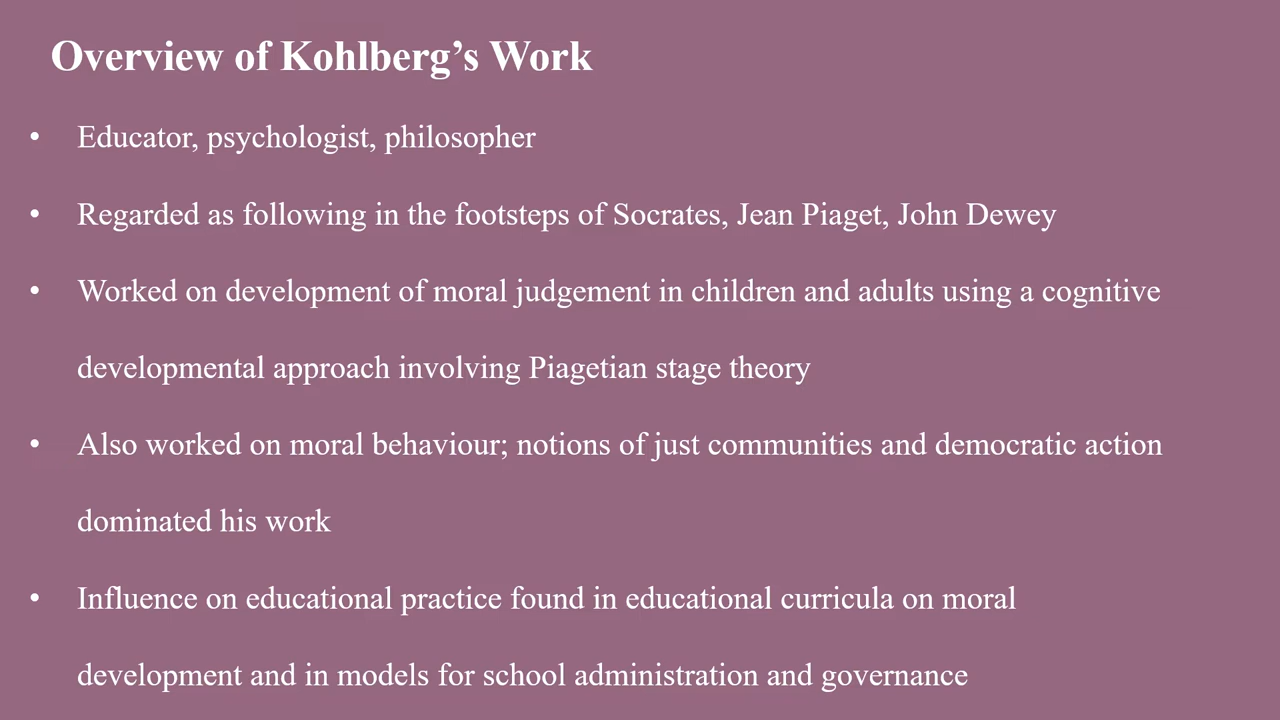 Overview of Kohlberg’s Work
• Educator, psychologist, philosopher
• Regarded as following in the footsteps of Socrates, Jean Piaget, John Dewey
• Worked on development of moral judgement in children and adults using a cognitive
developmental approach involving Piagetian stage theory
• Also worked on moral behaviour; notions of just communities and democratic action
dominated his work
• Influence on educational practice found in educational curricula on moral
development and in models for school administration and governance